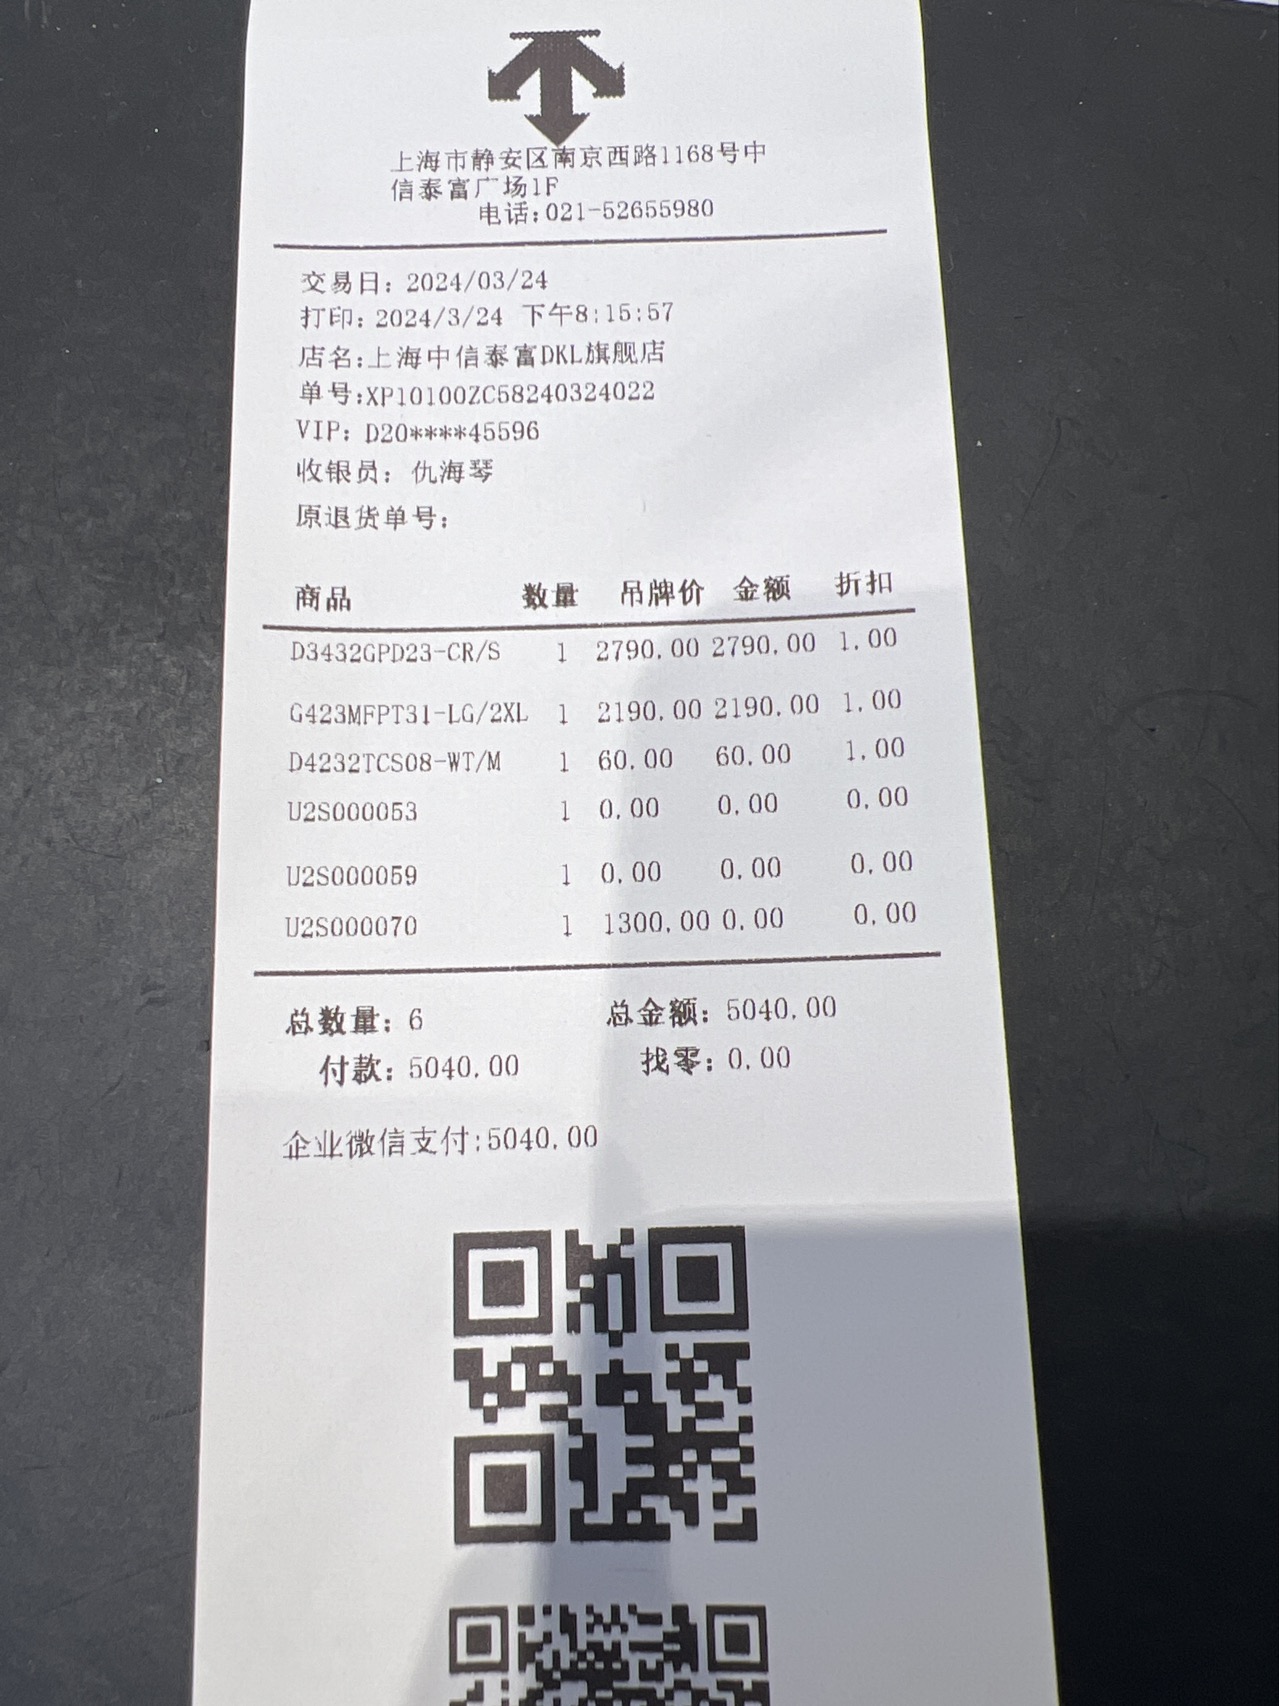 上海市静安区南京西路1168号中
信泰富广场1F
电话:021-52655980
交易日: 2024/03/24
打印: 2024/3/24 下午8:15:57
店名:上海中信泰富DKL旗舰店
单号:XP10100ZC58240324022
VIP: D20****45596
收银员: 仇海琴
原退货单号:
商品 数量 吊牌价 金额 折扣
D3432GPD23-CR/S 1 2790.00 2790.00 1.00
G423MFPT31-LG/2XL 1 2190.00 2190.00 1.00
D4232TCS08-WT/M 1 60.00 60.00 1.00
U2S000053 1 0.00 0.00 0.00
U2S000059 1 0.00 0.00 0.00
U2S000070 1 1300.00 0.00 0.00
总数量: 6 总金额: 5040.00
付款: 5040.00 找零: 0.00
企业微信支付:5040.00